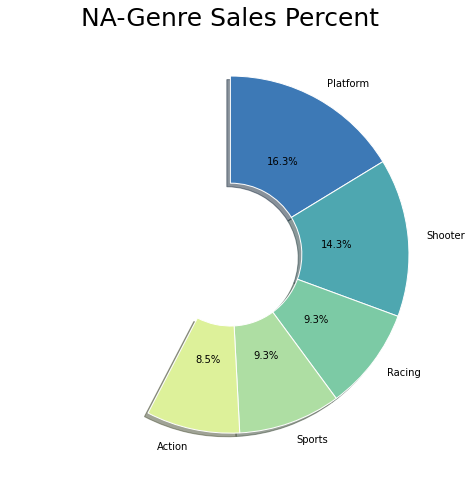 NA-Genre Sales Percent
Platform
16.3%
Shooter
14.3%
Racing
9.3%
Sports
9.3%
Action
8.5%